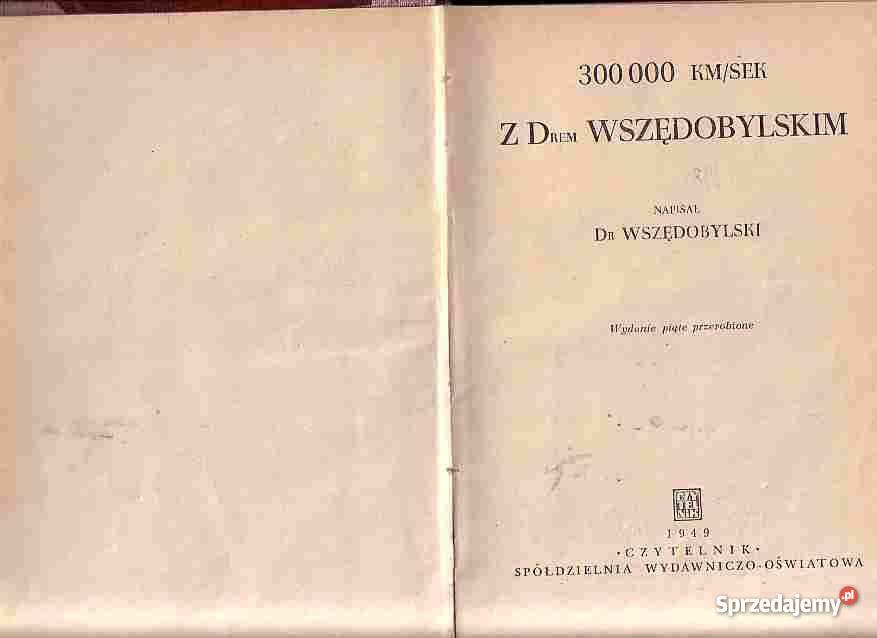 300 000 KM/SEK
Z DREM WSZĘDOBYLSKIM
NAPISAŁ
DR WSZĘDOBYLSKI
Wydanie piąte przerobione
1949
·CZYTELNIK·
SPÓŁDZIELNIA WYDAWNICZO-OŚWIATOWA
Sprzedajemy.pl